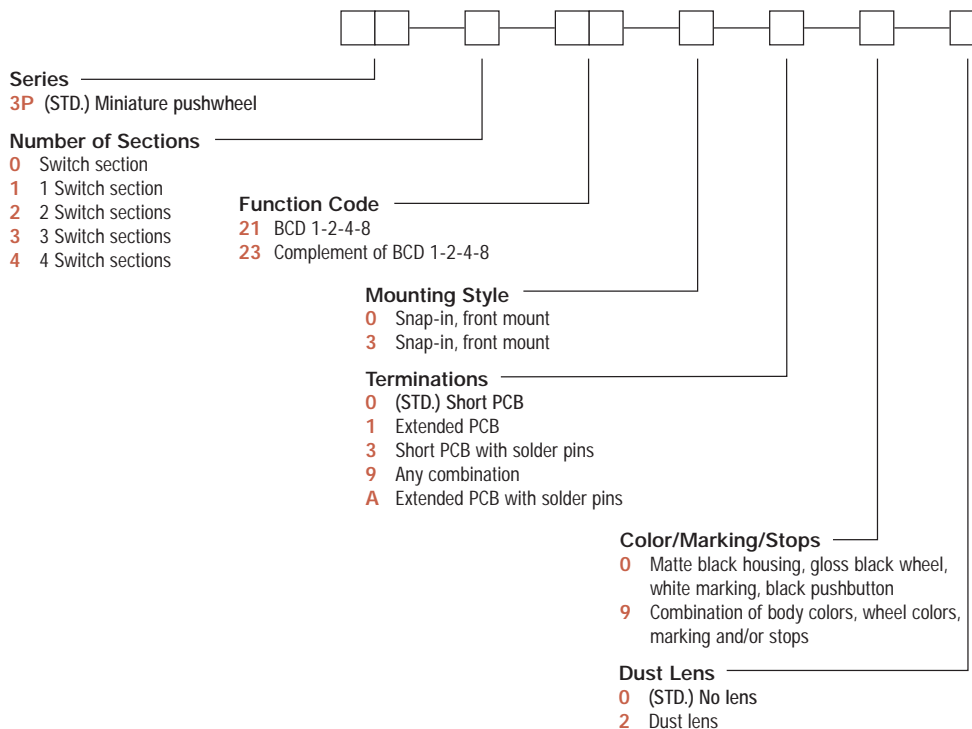 Series
3P (STD.) Miniature pushwheel
Number of Sections
0 Switch section
1 1 Switch section
2 2 Switch sections
3 3 Switch sections
4 4 Switch sections
Function Code
21 BCD 1-2-4-8
23 Complement of BCD 1-2-4-8
Mounting Style
0 Snap-in, front mount
3 Snap-in, front mount
Terminations
0 (STD.) Short PCB
1 Extended PCB
3 Short PCB with solder pins
9 Any combination
A Extended PCB with solder pins
Color/Marking/Stops
0 Matte black housing, gloss black wheel,
white marking, black pushbutton
9 Combination of body colors, wheel colors,
marking and/or stops
Dust Lens
0 (STD.) No lens
2 Dust lens